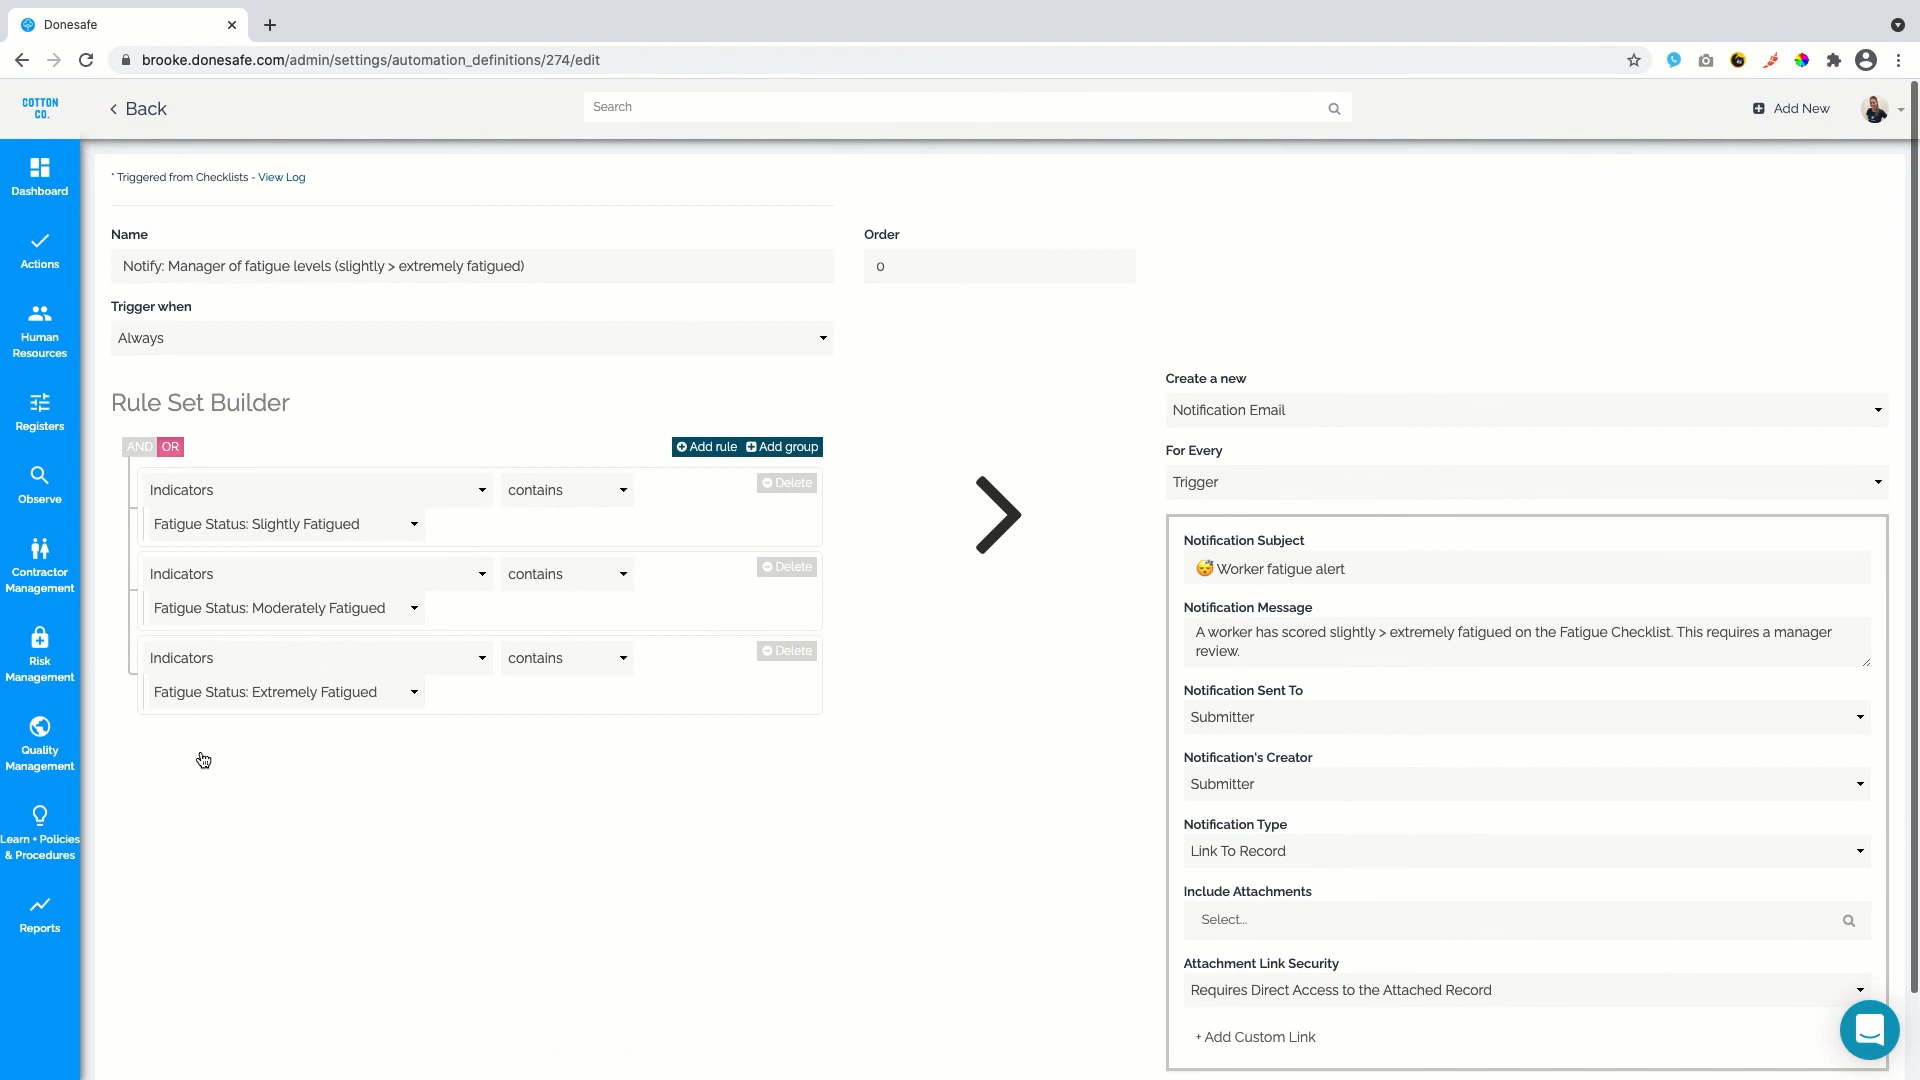 Donesafe
brooke.donesafe.com/admin/settings/automation_definitions/274/edit
COTTON
CO.
Back
Search
Add New
Dashboard
Actions
Human
Resources
Registers
Observe
Contractor
Management
Risk
Management
Quality
Management
Learn + Policies
& Procedures
Reports
* Triggered from Checklists - View Log
Name
Order
Notify: Manager of fatigue levels (slightly > extremely fatigued)
0
Trigger when
Always
Rule Set Builder
AND OR
Add rule Add group
Indicators contains Delete
Fatigue Status: Slightly Fatigued
Indicators contains Delete
Fatigue Status: Moderately Fatigued
Indicators contains Delete
Fatigue Status: Extremely Fatigued
Create a new
Notification Email
For Every
Trigger
Notification Subject
😴 Worker fatigue alert
Notification Message
A worker has scored slightly > extremely fatigued on the Fatigue Checklist. This requires a manager
review.
Notification Sent To
Submitter
Notification's Creator
Submitter
Notification Type
Link To Record
Include Attachments
Select...
Attachment Link Security
Requires Direct Access to the Attached Record
+ Add Custom Link